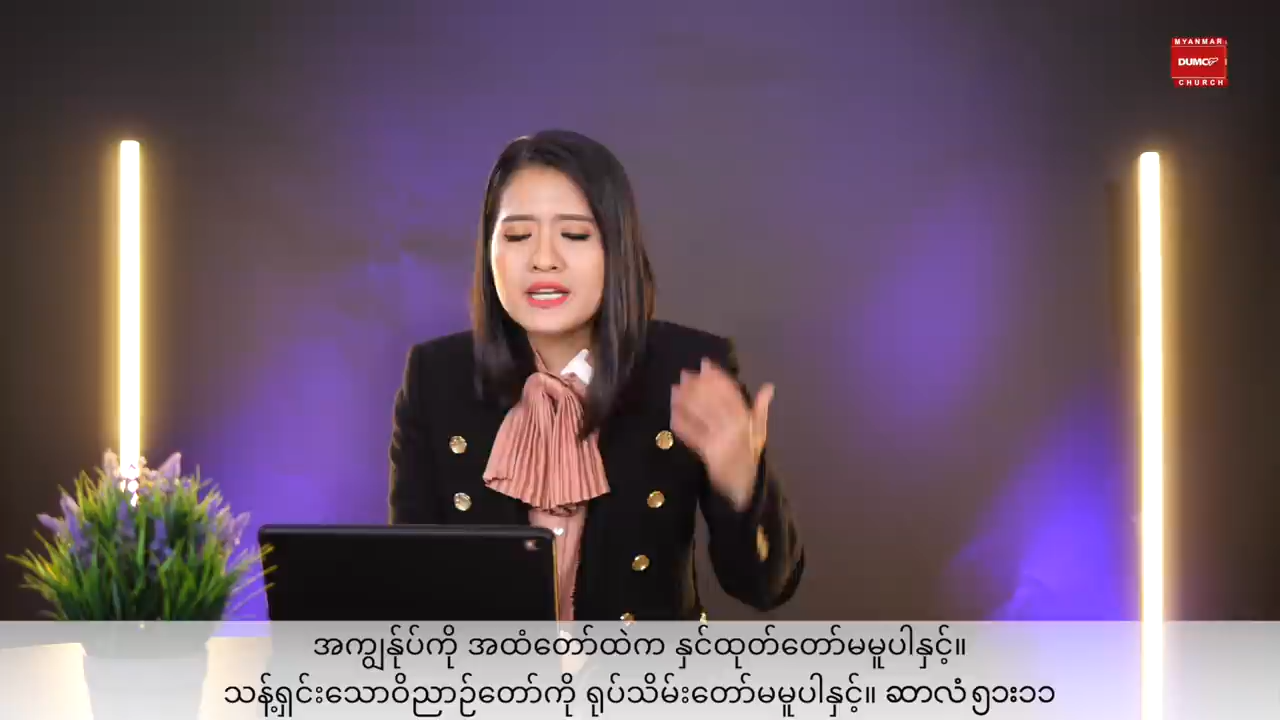 MYANMAR
DUMC
CHURCH
အကျွန်ုပ်ကို အထံတော်ထဲက နှင်ထုတ်တော်မမူပါနှင့်။
သန့်ရှင်းသောဝိညာဉ်တော်ကို ရုပ်သိမ်းတော်မမူပါနှင့်။ ဆာလံ၅၁း၁၁